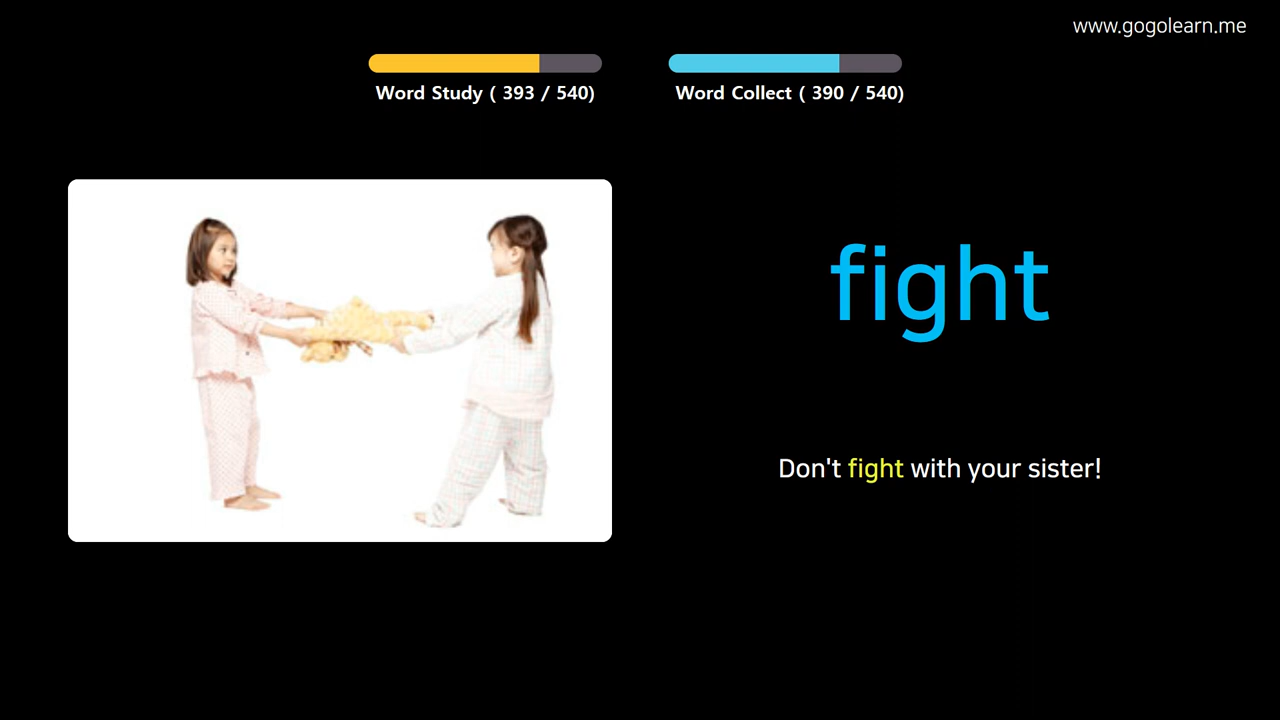 www.gogolearn.me
Word Study ( 393 / 540)
Word Collect ( 390 / 540)
fight
Don't fight with your sister!